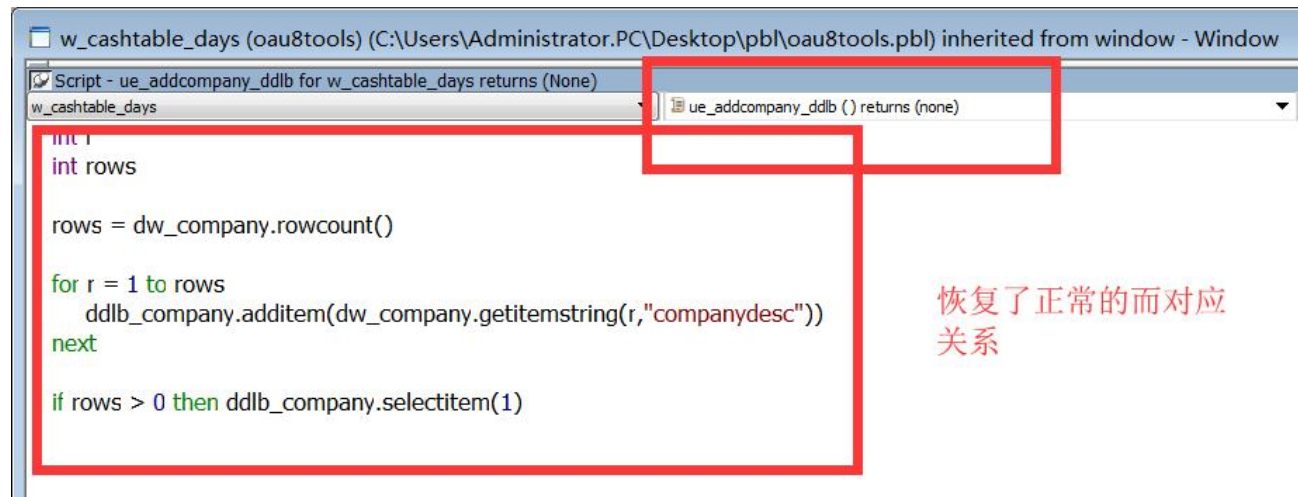 w_cashtable_days (oau8tools) (C:\Users\Administrator.PC\Desktop\pbl\oau8tools.pbl) inherited from window - Window
Script - ue_addcompany_ddlb for w_cashtable_days returns (None)
w_cashtable_days
ue_addcompany_ddlb ( ) returns (none)
int r
int rows
rows = dw_company.rowcount()
for r = 1 to rows
ddlb_company.additem(dw_company.getitemstring(r,"companydesc"))
next
if rows > 0 then ddlb_company.selectitem(1)
恢复了正常的而对应
关系